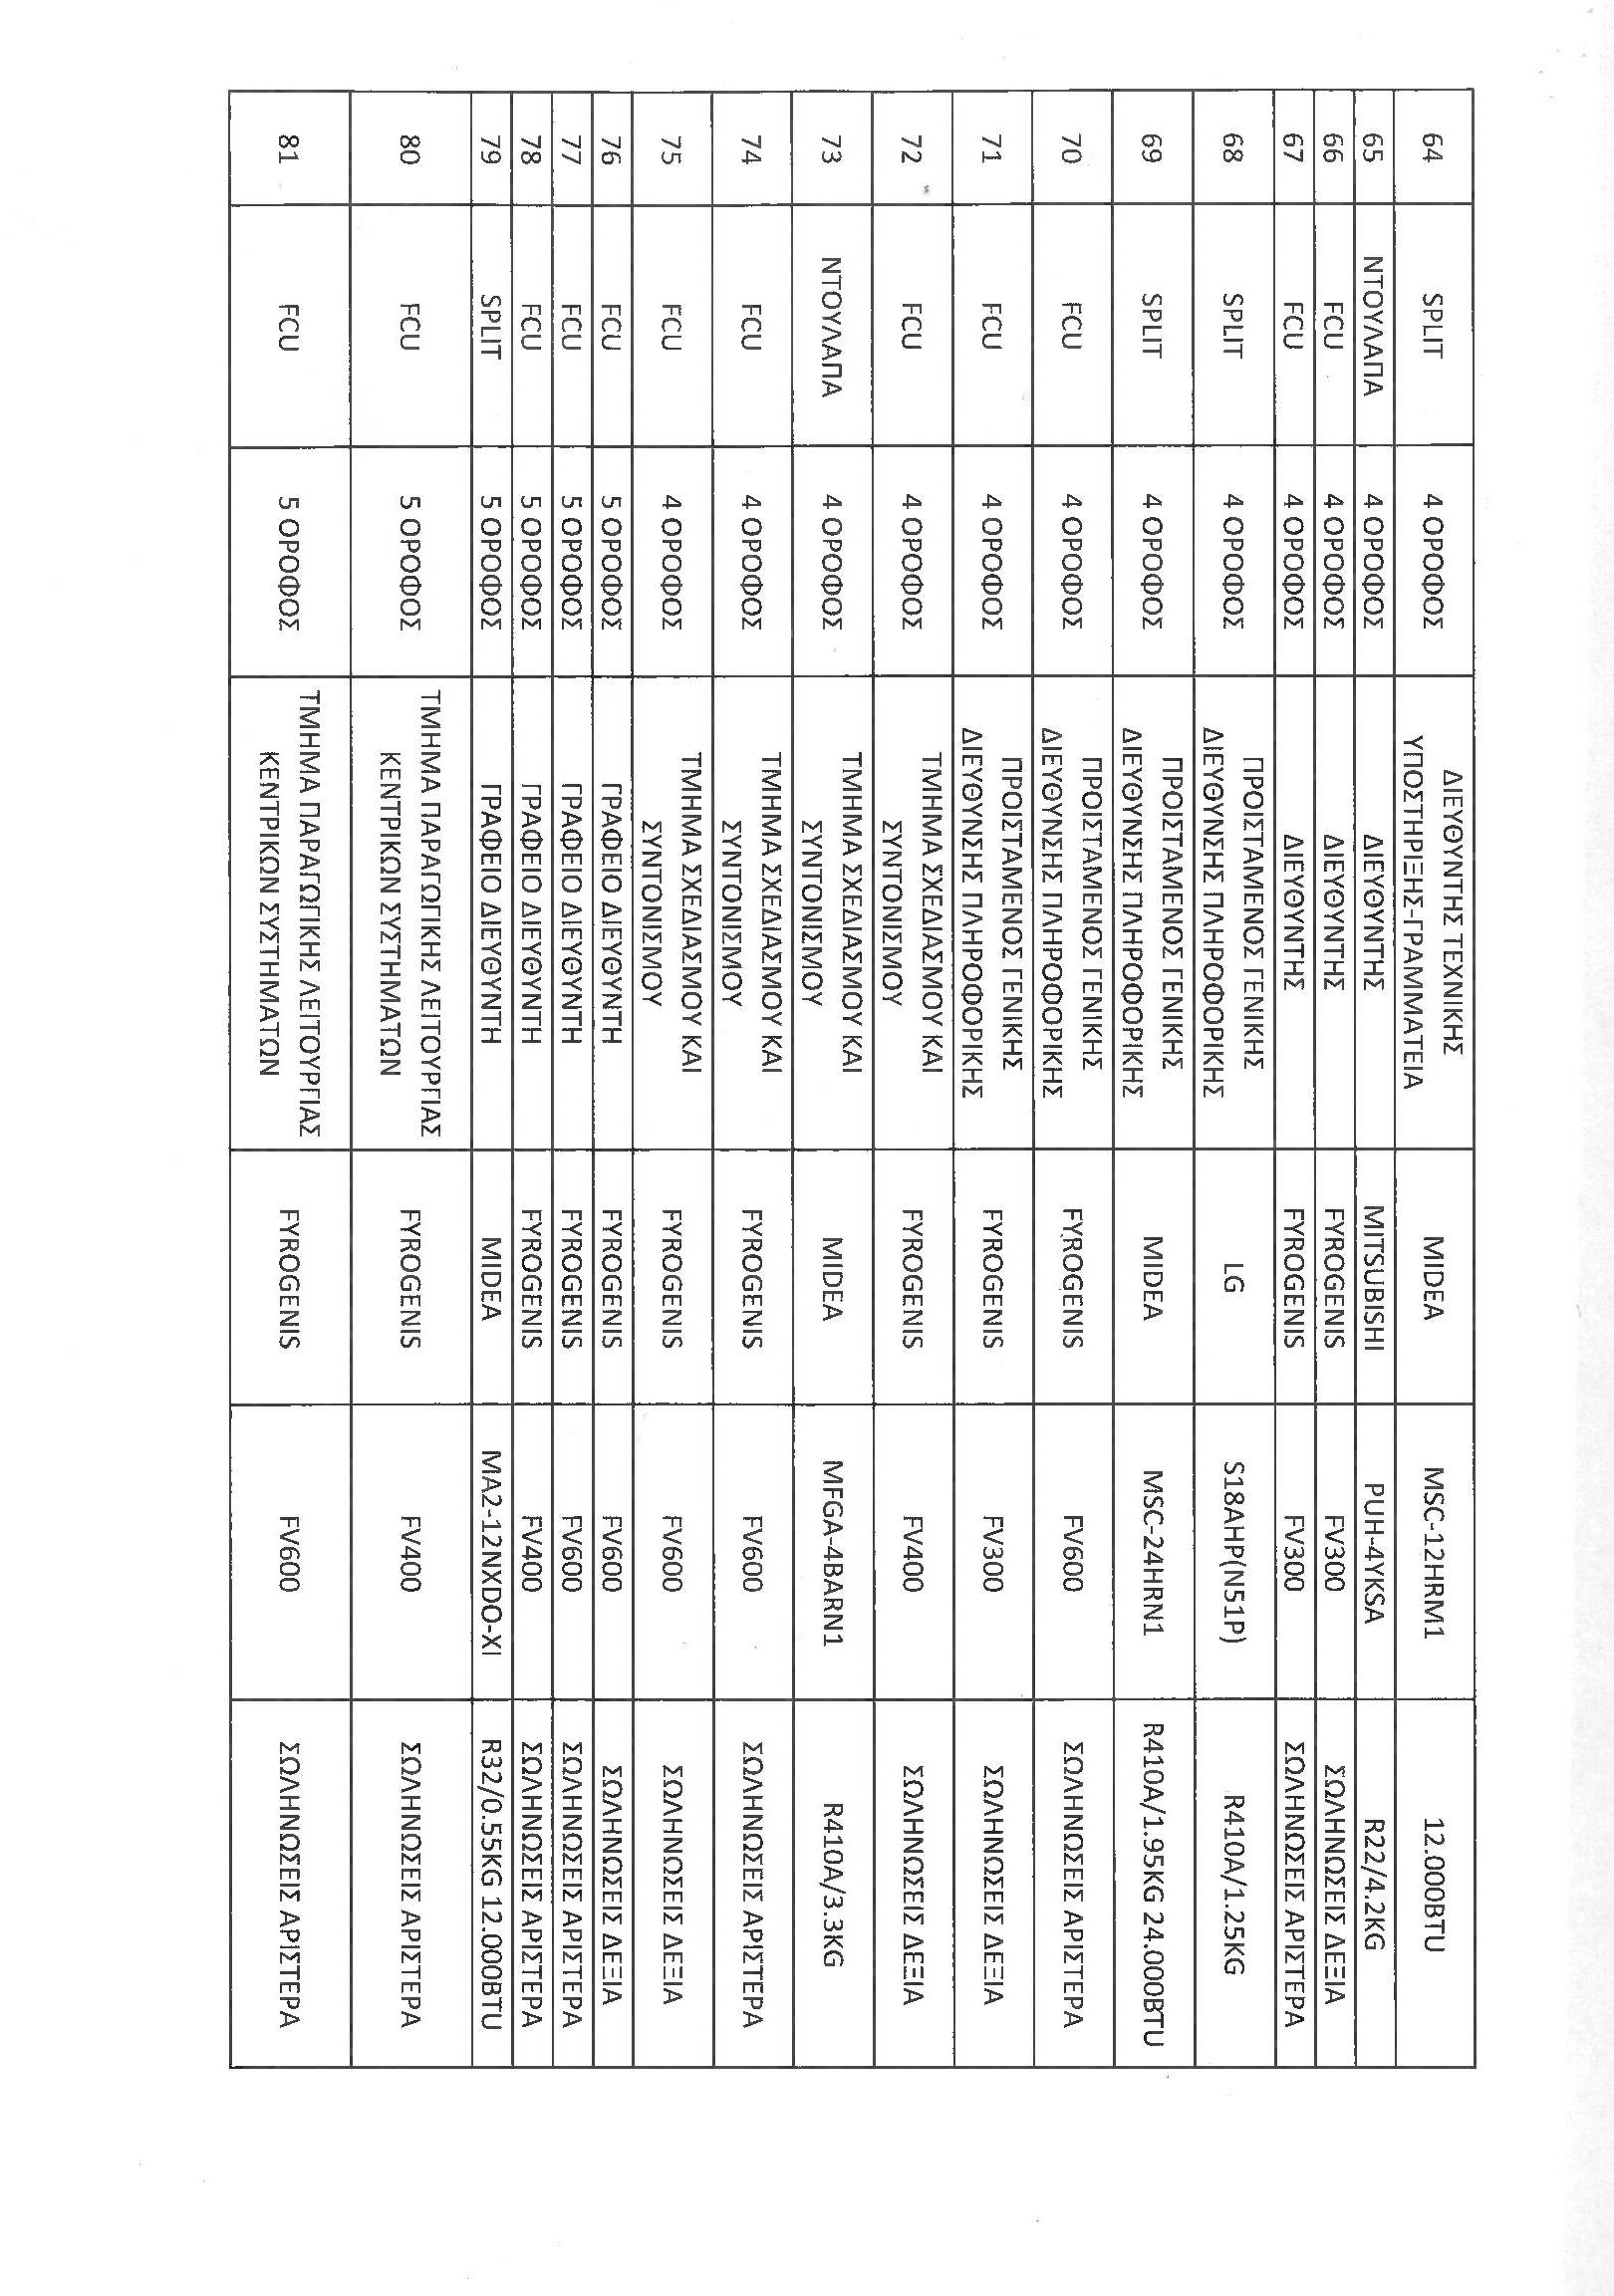 64 SPLIT 4 ΟΡΟΦΟΣ ΔΙΕΥΘΥΝΤΗΣ ΤΕΧΝΙΚΗΣ ΥΠΟΣΤΗΡΙΞΗΣ-ΓΡΑΜΜΑΤΕΙΑ MIDEA MSC-12HRM1 12.000BTU
65 ΝΤΟΥΛΑΠΑ 4 ΟΡΟΦΟΣ ΔΙΕΥΘΥΝΤΗΣ MITSUBISHI PUH-4YKSA R22/4.2KG
66 FCU 4 ΟΡΟΦΟΣ ΔΙΕΥΘΥΝΤΗΣ FYROGENIS FV300 ΣΩΛΗΝΩΣΕΙΣ ΔΕΞΙΑ
67 FCU 4 ΟΡΟΦΟΣ ΔΙΕΥΘΥΝΤΗΣ FYROGENIS FV300 ΣΩΛΗΝΩΣΕΙΣ ΑΡΙΣΤΕΡΑ
68 SPLIT 4 ΟΡΟΦΟΣ ΠΡΟΙΣΤΑΜΕΝΟΣ ΓΕΝΙΚΗΣ ΔΙΕΥΘΥΝΣΗΣ ΠΛΗΡΟΦΟΡΙΚΗΣ LG S18AHP(N51P) R410A/1.25KG
69 SPLIT 4 ΟΡΟΦΟΣ ΠΡΟΙΣΤΑΜΕΝΟΣ ΓΕΝΙΚΗΣ ΔΙΕΥΘΥΝΣΗΣ ΠΛΗΡΟΦΟΡΙΚΗΣ MIDEA MSC-24HRN1 R410A/1.95KG 24.000BTU
70 FCU 4 ΟΡΟΦΟΣ ΠΡΟΙΣΤΑΜΕΝΟΣ ΓΕΝΙΚΗΣ ΔΙΕΥΘΥΝΣΗΣ ΠΛΗΡΟΦΟΡΙΚΗΣ FYROGENIS FV600 ΣΩΛΗΝΩΣΕΙΣ ΑΡΙΣΤΕΡΑ
71 FCU 4 ΟΡΟΦΟΣ ΠΡΟΙΣΤΑΜΕΝΟΣ ΓΕΝΙΚΗΣ ΔΙΕΥΘΥΝΣΗΣ ΠΛΗΡΟΦΟΡΙΚΗΣ FYROGENIS FV300 ΣΩΛΗΝΩΣΕΙΣ ΔΕΞΙΑ
72 FCU 4 ΟΡΟΦΟΣ ΤΜΗΜΑ ΣΧΕΔΙΑΣΜΟΥ ΚΑΙ ΣΥΝΤΟΝΙΣΜΟΥ FYROGENIS FV400 ΣΩΛΗΝΩΣΕΙΣ ΔΕΞΙΑ
73 ΝΤΟΥΛΑΠΑ 4 ΟΡΟΦΟΣ ΤΜΗΜΑ ΣΧΕΔΙΑΣΜΟΥ ΚΑΙ ΣΥΝΤΟΝΙΣΜΟΥ MIDEA MFGA-4BARN1 R410A/3.3KG
74 FCU 4 ΟΡΟΦΟΣ ΤΜΗΜΑ ΣΧΕΔΙΑΣΜΟΥ ΚΑΙ ΣΥΝΤΟΝΙΣΜΟΥ FYROGENIS FV600 ΣΩΛΗΝΩΣΕΙΣ ΑΡΙΣΤΕΡΑ
75 FCU 4 ΟΡΟΦΟΣ ΤΜΗΜΑ ΣΧΕΔΙΑΣΜΟΥ ΚΑΙ ΣΥΝΤΟΝΙΣΜΟΥ FYROGENIS FV600 ΣΩΛΗΝΩΣΕΙΣ ΔΕΞΙΑ
76 FCU 5 ΟΡΟΦΟΣ ΓΡΑΦΕΙΟ ΔΙΕΥΘΥΝΤΗ FYROGENIS FV600 ΣΩΛΗΝΩΣΕΙΣ ΔΕΞΙΑ
77 FCU 5 ΟΡΟΦΟΣ ΓΡΑΦΕΙΟ ΔΙΕΥΘΥΝΤΗ FYROGENIS FV600 ΣΩΛΗΝΩΣΕΙΣ ΑΡΙΣΤΕΡΑ
78 FCU 5 ΟΡΟΦΟΣ ΓΡΑΦΕΙΟ ΔΙΕΥΘΥΝΤΗ FYROGENIS FV400 ΣΩΛΗΝΩΣΕΙΣ ΑΡΙΣΤΕΡΑ
79 SPLIT 5 ΟΡΟΦΟΣ ΓΡΑΦΕΙΟ ΔΙΕΥΘΥΝΤΗ MIDEA MA2-12NXDO-XI R32/0.55KG 12.000BTU
80 FCU 5 ΟΡΟΦΟΣ ΤΜΗΜΑ ΠΑΡΑΓΩΓΙΚΗΣ ΛΕΙΤΟΥΡΓΙΑΣ ΚΕΝΤΡΙΚΩΝ ΣΥΣΤΗΜΑΤΩΝ FYROGENIS FV400 ΣΩΛΗΝΩΣΕΙΣ ΑΡΙΣΤΕΡΑ
81 FCU 5 ΟΡΟΦΟΣ ΤΜΗΜΑ ΠΑΡΑΓΩΓΙΚΗΣ ΛΕΙΤΟΥΡΓΙΑΣ ΚΕΝΤΡΙΚΩΝ ΣΥΣΤΗΜΑΤΩΝ FYROGENIS FV600 ΣΩΛΗΝΩΣΕΙΣ ΑΡΙΣΤΕΡΑ